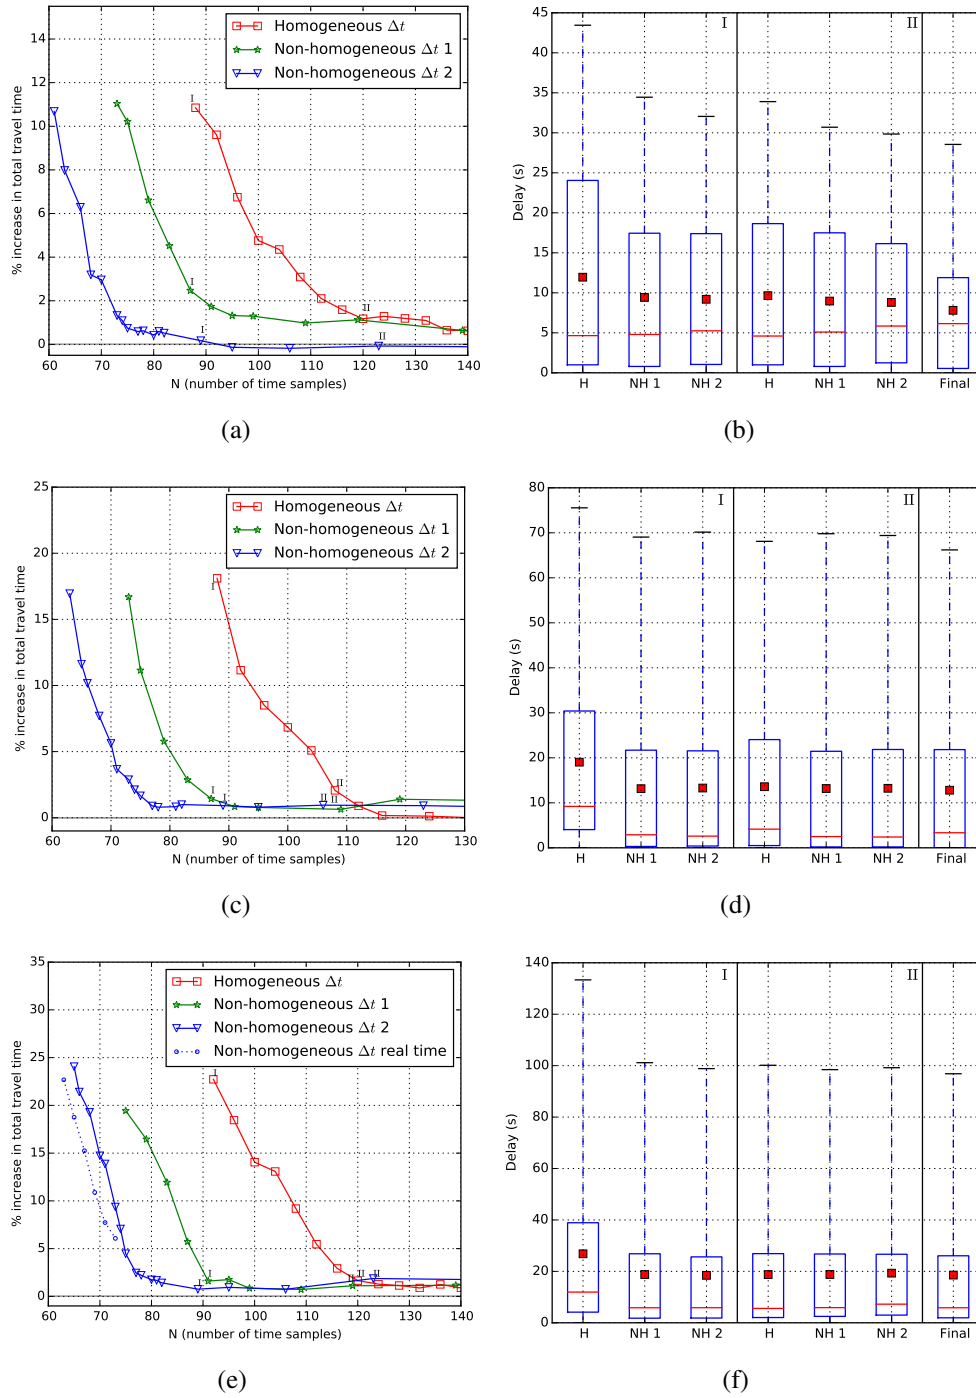 Homogeneous Δt
Non-homogeneous Δt 1
Non-homogeneous Δt 2
% increase in total travel time
14
12
10
8
6
4
2
0
I
I
I
II
II
60 70 80 90 100 110 120 130 140
N (number of time samples)
(a)
I
II
Delay (s)
45
40
35
30
25
20
15
10
5
0
H NH 1 NH 2 H NH 1 NH 2 Final
(b)
Homogeneous Δt
Non-homogeneous Δt 1
Non-homogeneous Δt 2
% increase in total travel time
25
20
15
10
5
0
I
I
I
II
II
II
60 70 80 90 100 110 120 130
N (number of time samples)
(c)
I
II
Delay (s)
80
70
60
50
40
30
20
10
0
H NH 1 NH 2 H NH 1 NH 2 Final
(d)
Homogeneous Δt
Non-homogeneous Δt 1
Non-homogeneous Δt 2
Non-homogeneous Δt real time
% increase in total travel time
35
30
25
20
15
10
5
0
I
I
I
II
II
II
60 70 80 90 100 110 120 130 140
N (number of time samples)
(e)
I
II
Delay (s)
140
120
100
80
60
40
20
0
H NH 1 NH 2 H NH 1 NH 2 Final
(f)